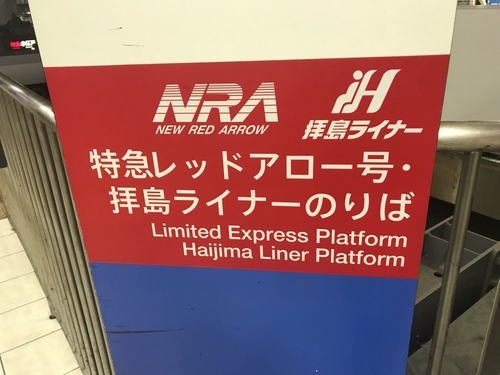 NRA
NEW RED ARROW
H
拝島ライナー
特急レッドアロー号・
拝島ライナーのりば
Limited Express Platform
Haijima Liner Platform